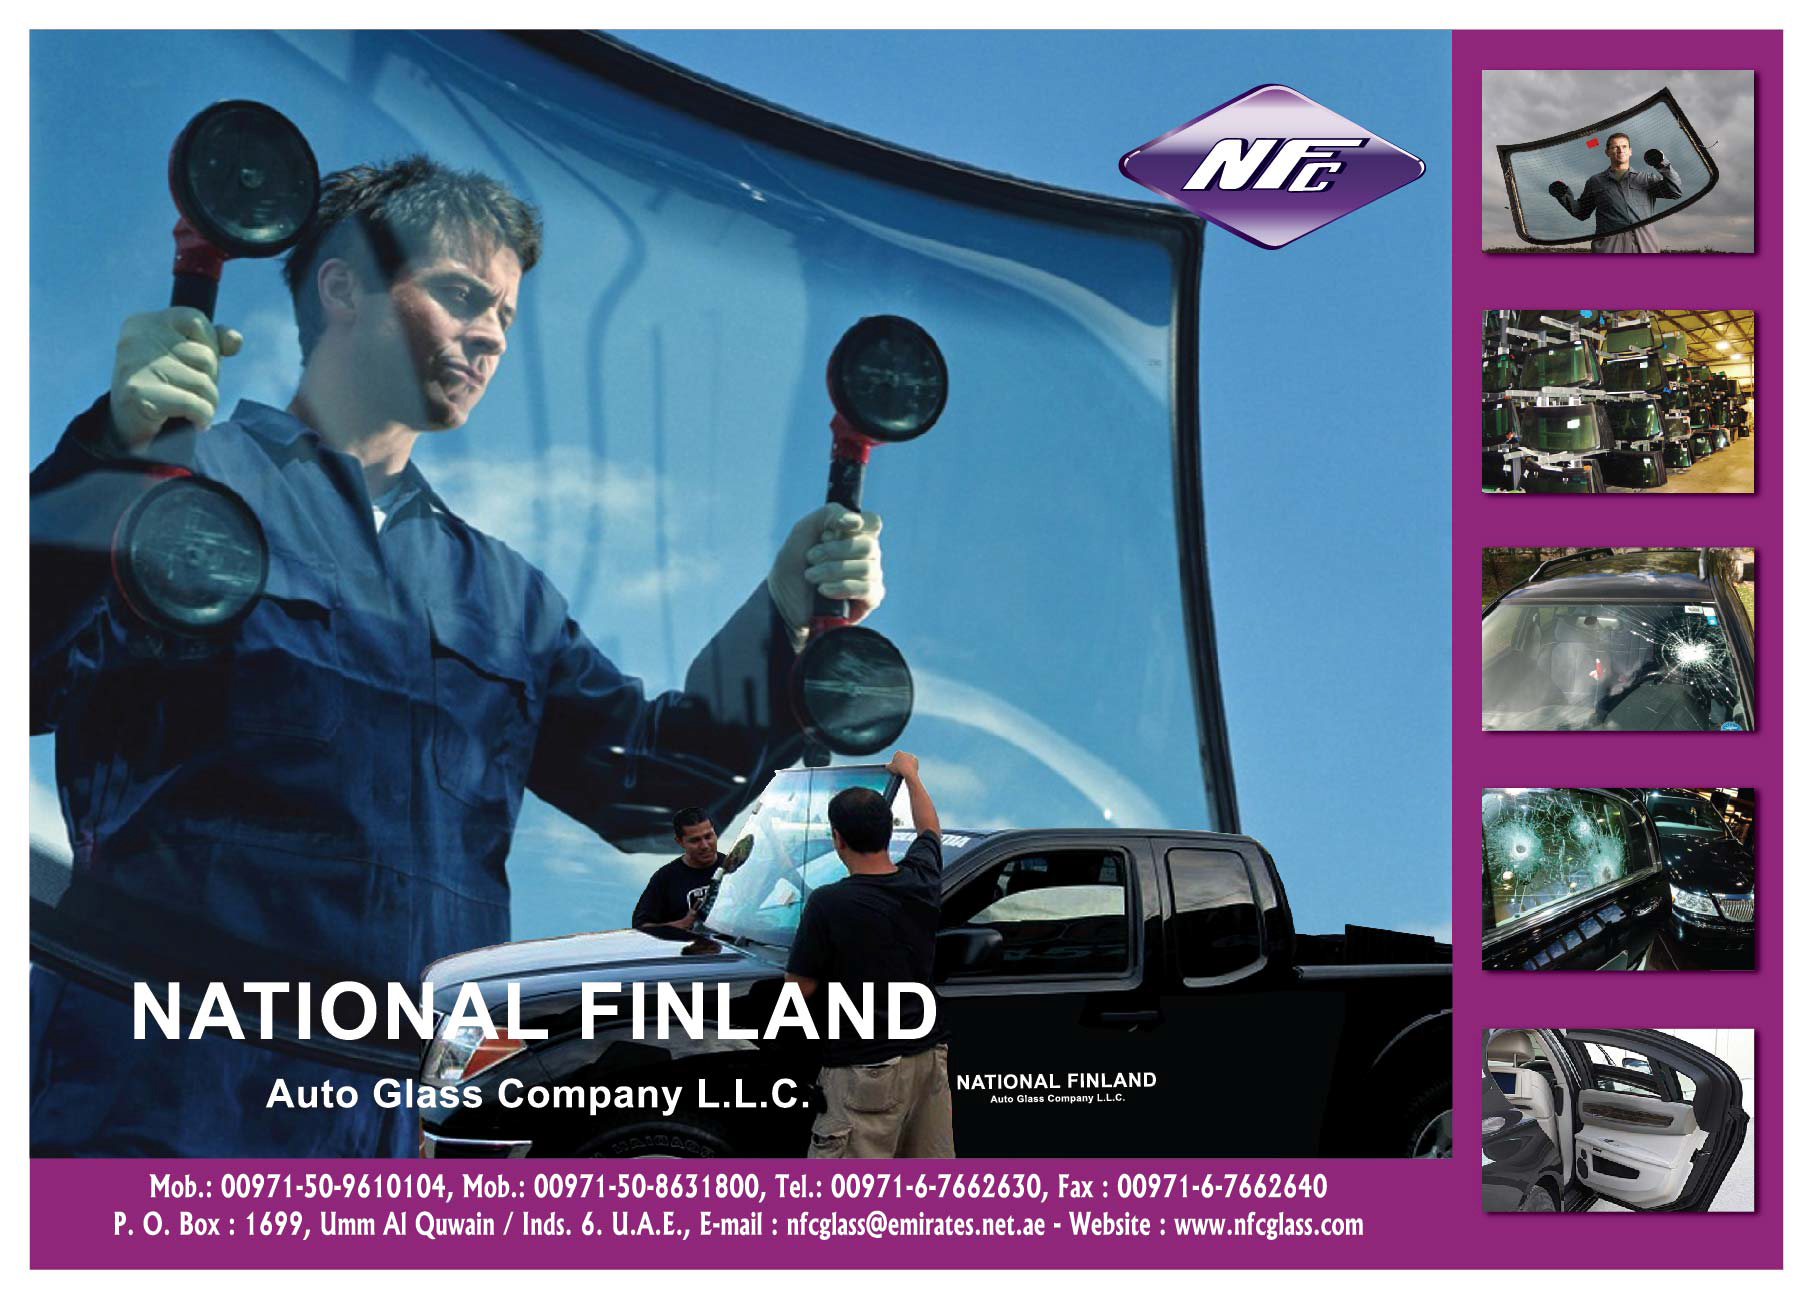 NFC
NATIONAL FINLAND
Auto Glass Company L.L.C.
NATIONAL FINLAND
Auto Glass Company L.L.C.
Mob.: 00971-50-9610104, Mob.: 00971-50-8631800, Tel.: 00971-6-7662630, Fax : 00971-6-7662640
P. O. Box : 1699, Umm Al Quwain / Inds. 6. U.A.E., E-mail : nfcglass@emirates.net.ae - Website : www.nfcglass.com